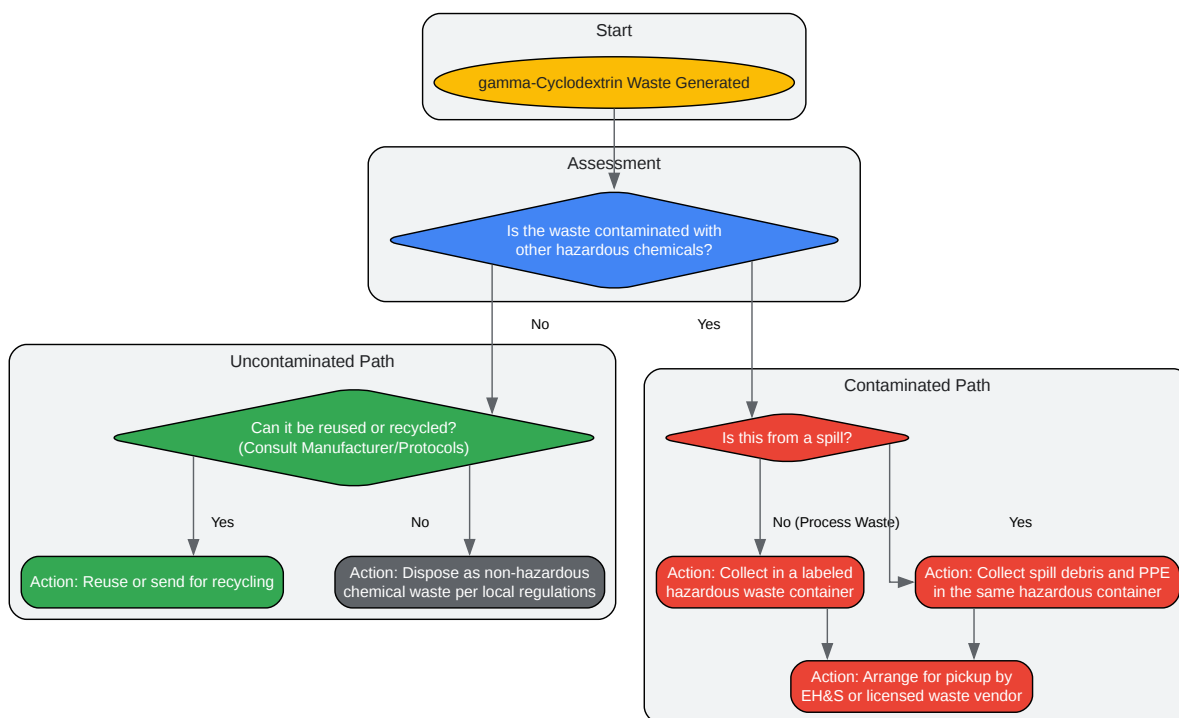 Start
gamma-Cyclodextrin Waste Generated
Assessment
Is the waste contaminated with
other hazardous chemicals?
No
Yes
Uncontaminated Path
Can it be reused or recycled?
(Consult Manufacturer/Protocols)
Yes
No
Action: Reuse or send for recycling
Action: Dispose as non-hazardous
chemical waste per local regulations
Contaminated Path
Is this from a spill?
No (Process Waste)
Yes
Action: Collect in a labeled
hazardous waste container
Action: Collect spill debris and PPE
in the same hazardous container
Action: Arrange for pickup by
EH&S or licensed waste vendor